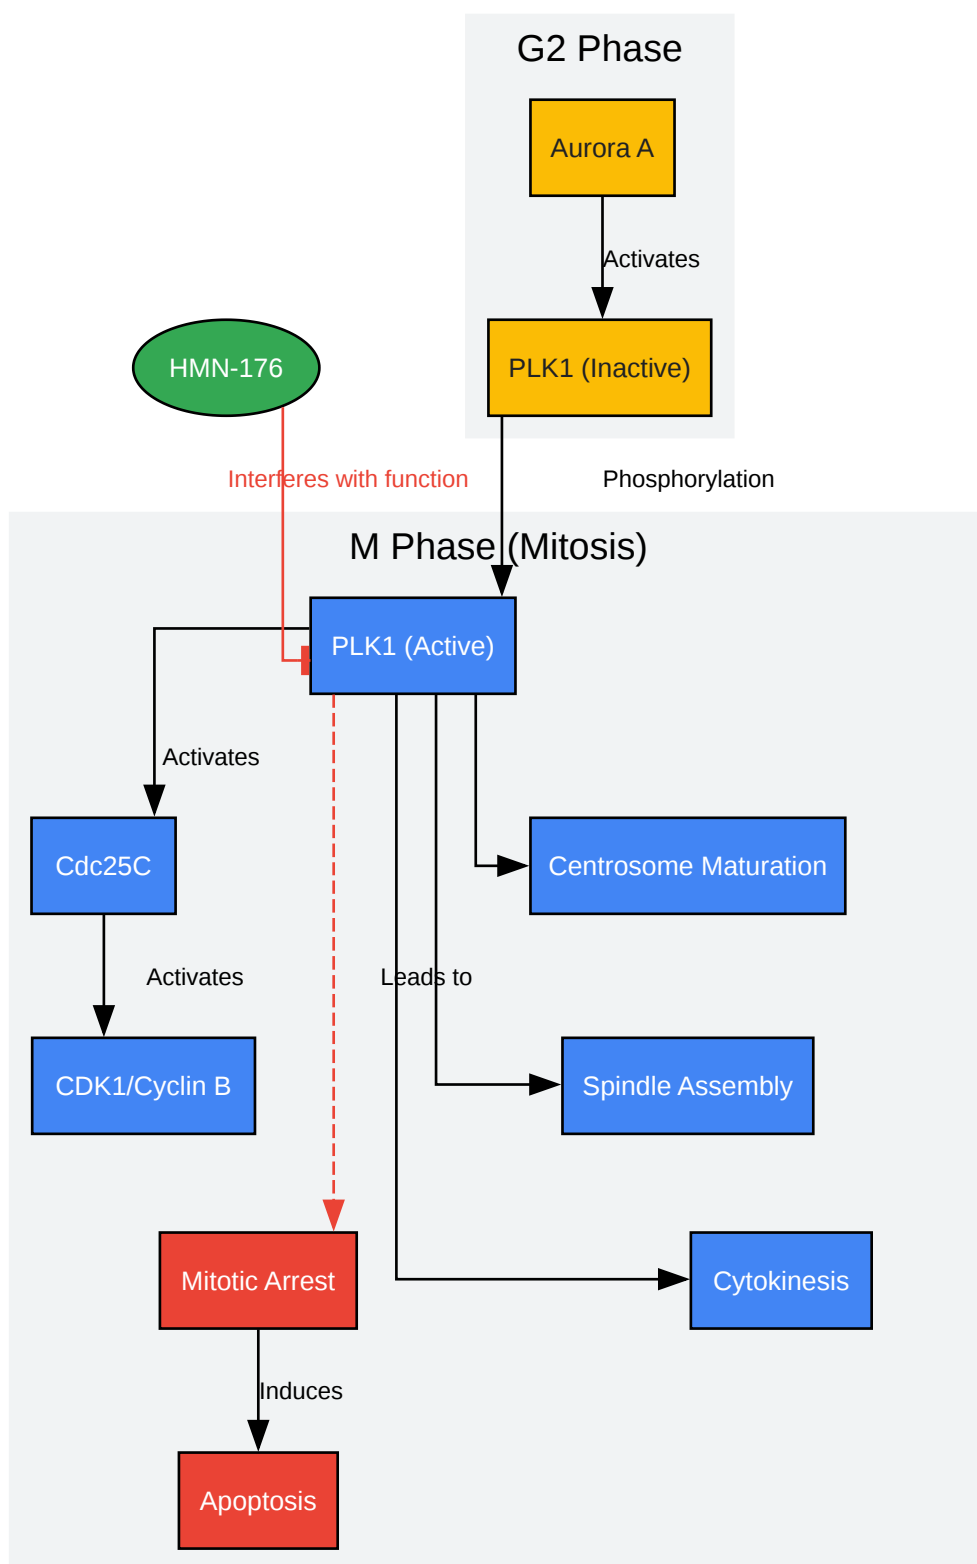 G2 Phase
Aurora A
Activates
HMN-176
PLK1 (Inactive)
Interferes with function
Phosphorylation
M Phase (Mitosis)
PLK1 (Active)
Activates
Cdc25C
Centrosome Maturation
Activates
Leads to
CDK1/Cyclin B
Spindle Assembly
Mitotic Arrest
Cytokinesis
Induces
Apoptosis